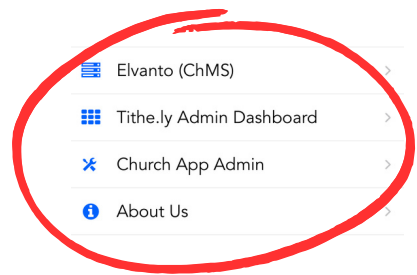 Elvanto (ChMS)
Tithe.ly Admin Dashboard
Church App Admin
About Us